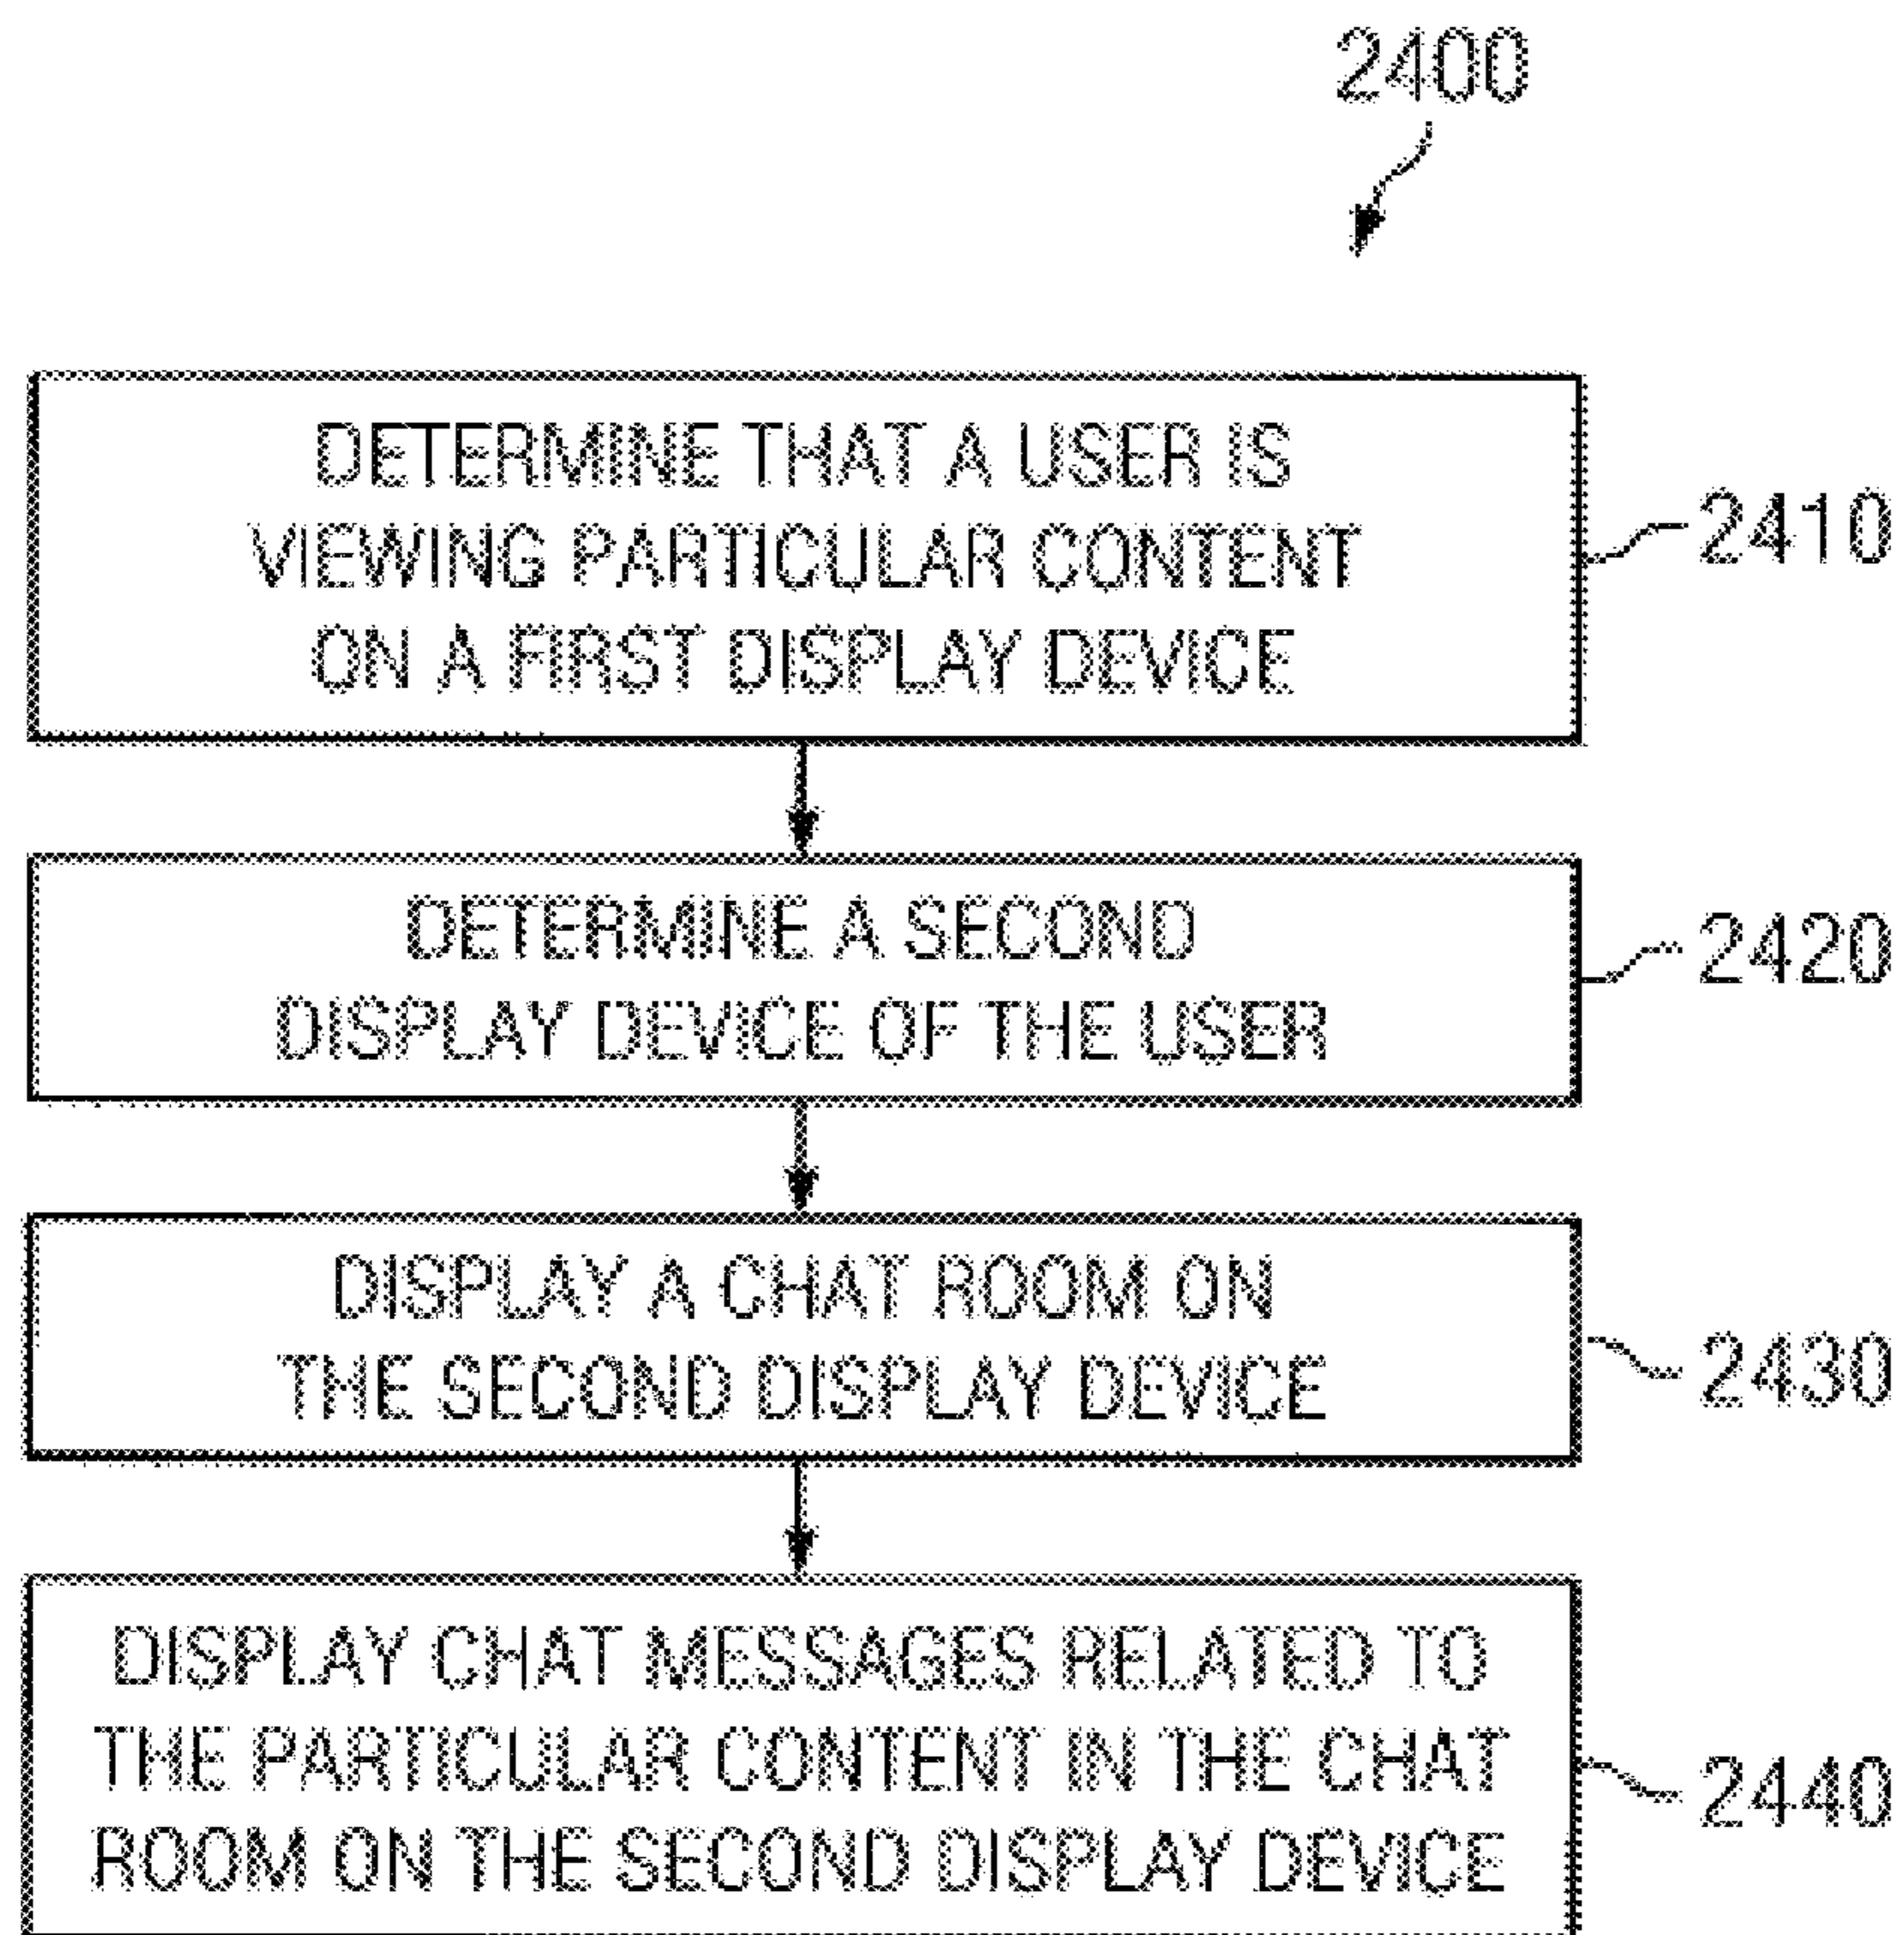 2400
DETERMINE THAT A USER IS
VIEWING PARTICULAR CONTENT
ON A FIRST DISPLAY DEVICE
2410
DETERMINE A SECOND
DISPLAY DEVICE OF THE USER
2420
DISPLAY A CHAT ROOM ON
THE SECOND DISPLAY DEVICE
2430
DISPLAY CHAT MESSAGES RELATED TO
THE PARTICULAR CONTENT IN THE CHAT
ROOM ON THE SECOND DISPLAY DEVICE
2440